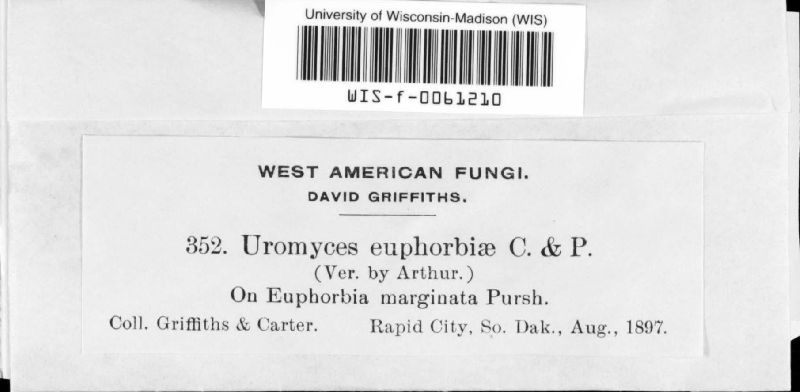 University of Wisconsin-Madison (WIS)
WIS-f-0061210
WEST AMERICAN FUNGI.
DAVID GRIFFITHS.
352. Uromyces euphorbiæ C. & P.
(Ver. by Arthur.)
On Euphorbia marginata Pursh.
Coll. Griffiths & Carter. Rapid City, So. Dak., Aug., 1897.